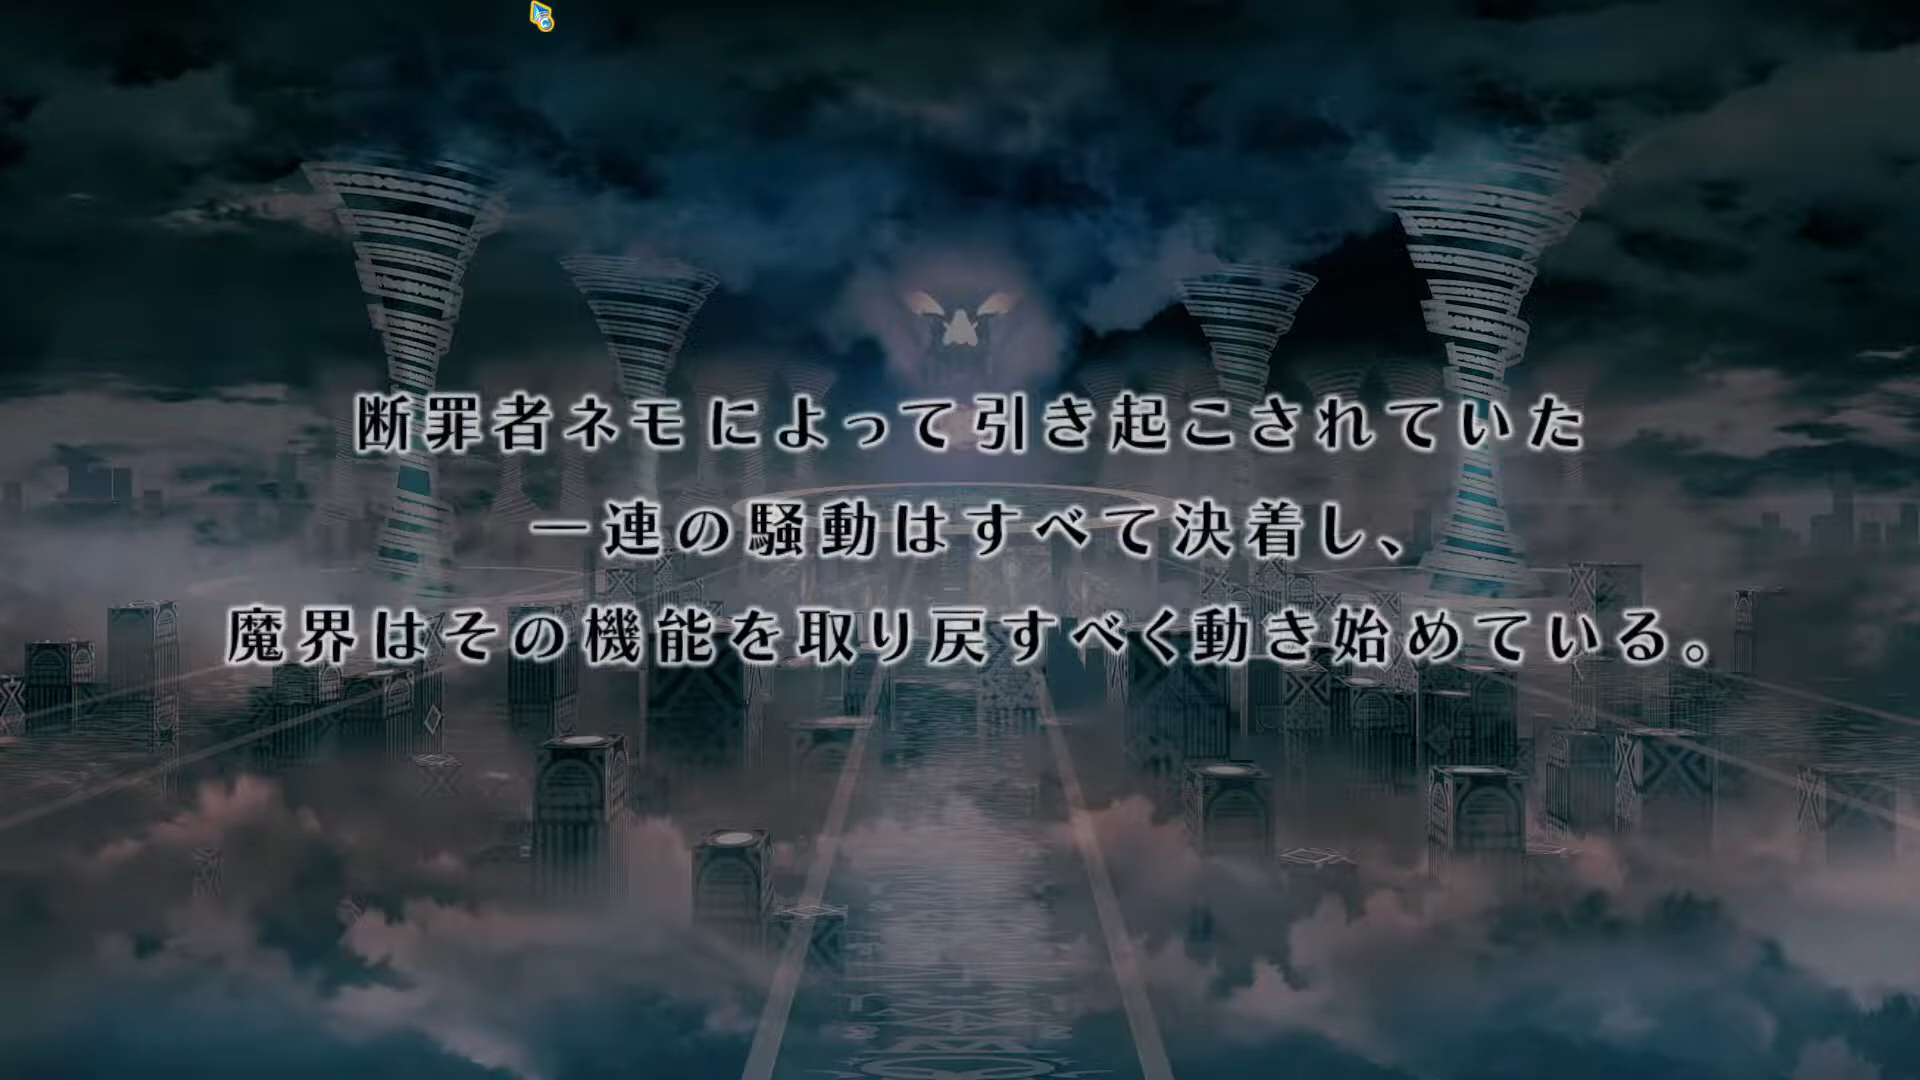 断罪者ネモによって引き起こされていた
一連の騒動はすべて決着し、
魔界はその機能を取り戻すべく動き始めている。